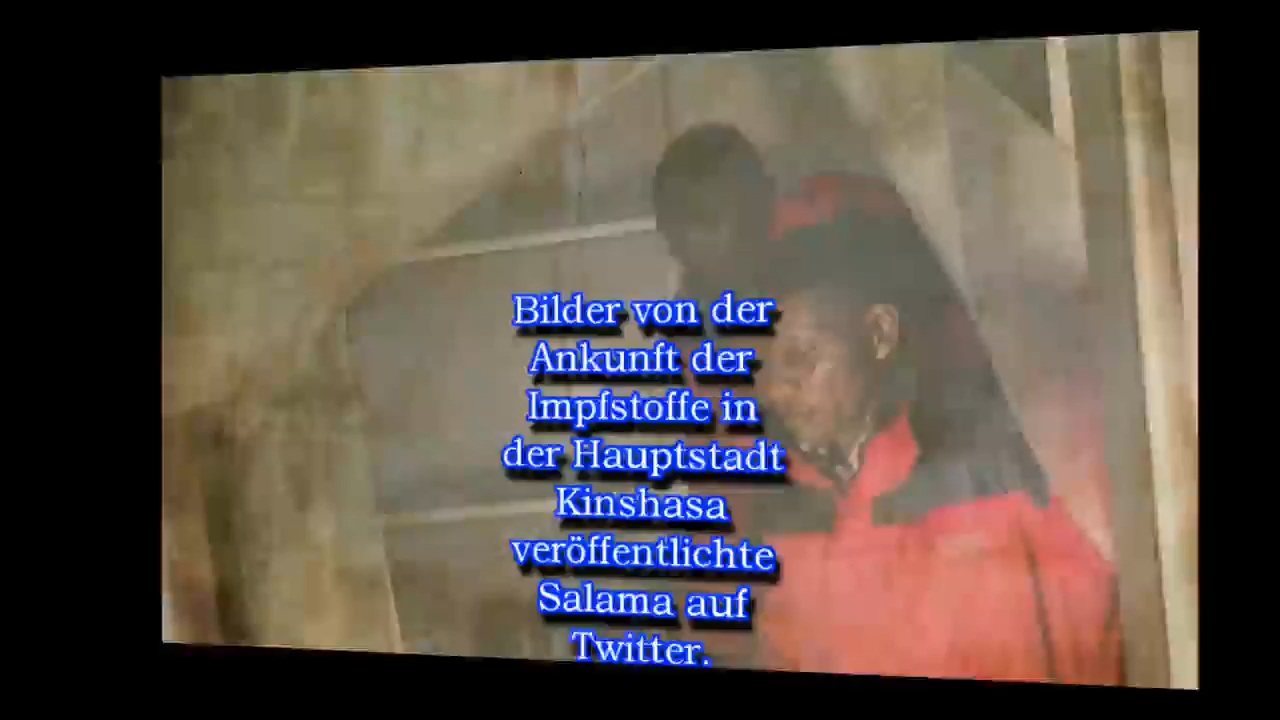 Bilder von der
Ankunft der
Impfstoffe in
der Hauptstadt
Kinshasa
veröffentlichte
Salama auf
Twitter.